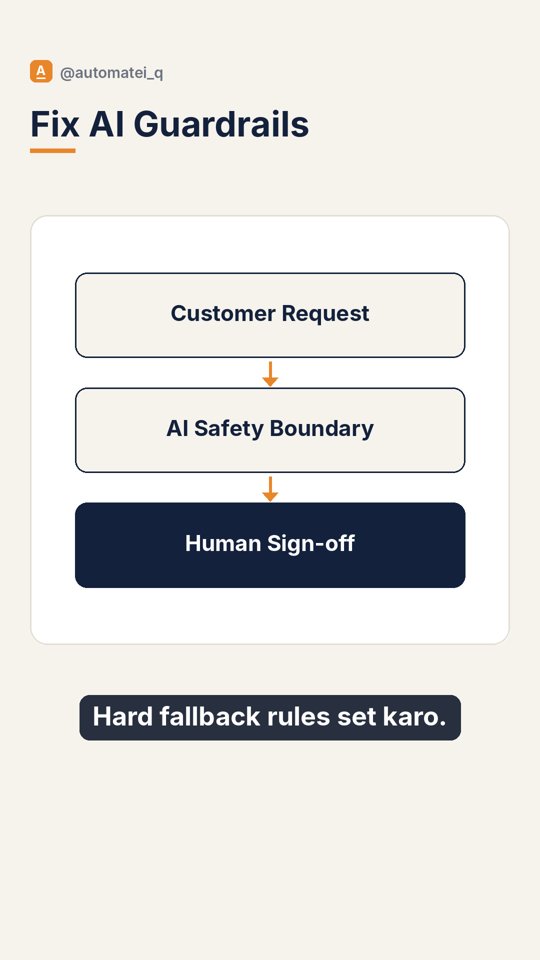 A
@automatei_q
Fix AI Guardrails
Customer Request
AI Safety Boundary
Human Sign-off
Hard fallback rules set karo.